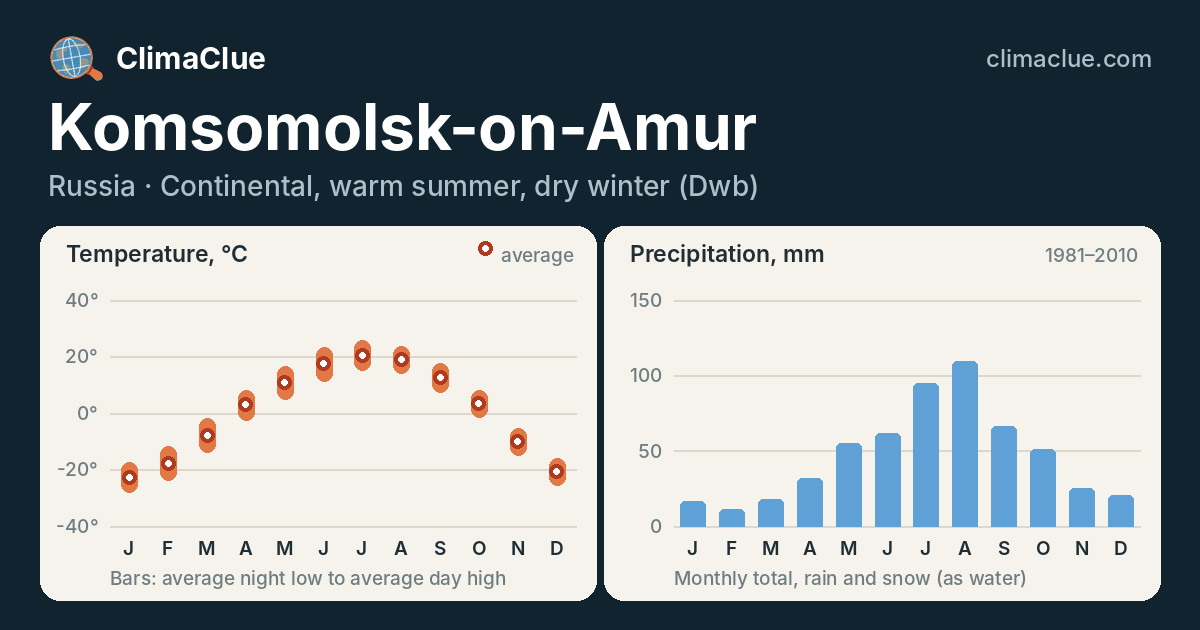 ClimaClue
climaclue.com
Komsomolsk-on-Amur
Russia · Continental, warm summer, dry winter (Dwb)
Temperature, °C
average
40°
20°
0°
-20°
-40°
J F M A M J J A S O N D
Bars: average night low to average day high
Precipitation, mm
1981–2010
150
100
50
0
J F M A M J J A S O N D
Monthly total, rain and snow (as water)